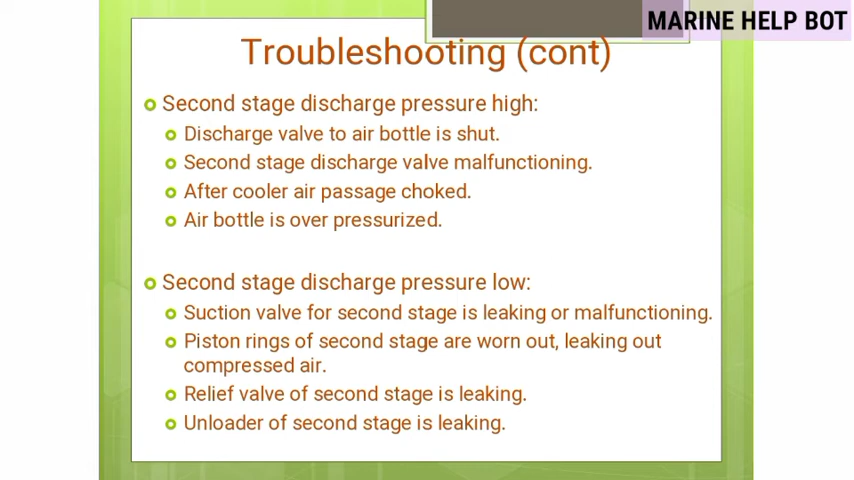 MARINE HELP BOT
Troubleshooting (cont)
Second stage discharge pressure high:
Discharge valve to air bottle is shut.
Second stage discharge valve malfunctioning.
After cooler air passage choked.
Air bottle is over pressurized.
Second stage discharge pressure low:
Suction valve for second stage is leaking or malfunctioning.
Piston rings of second stage are worn out, leaking out
compressed air.
Relief valve of second stage is leaking.
Unloader of second stage is leaking.